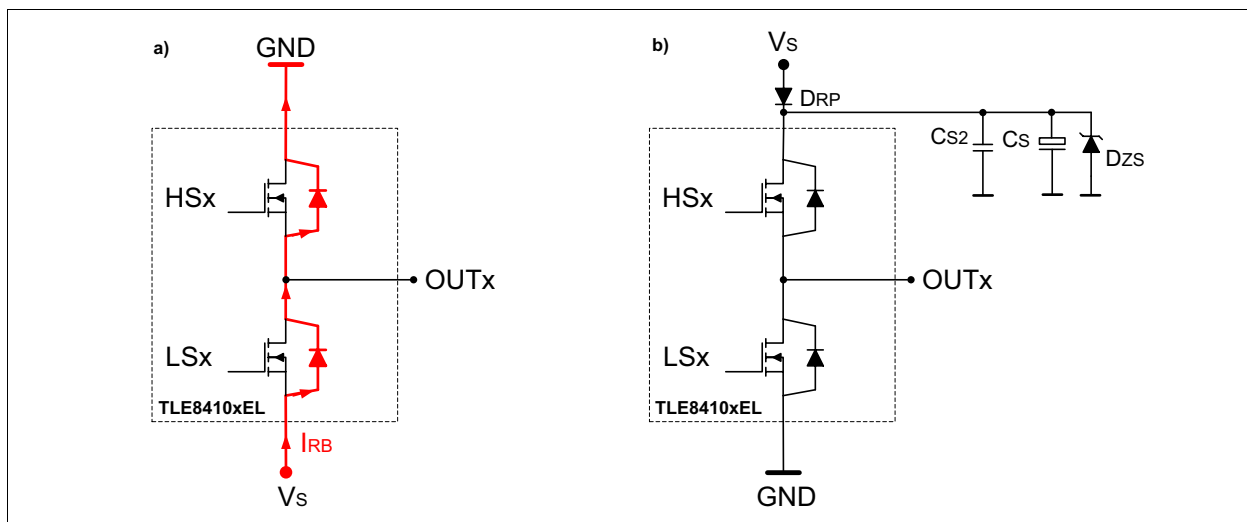 a)
GND
HSx
OUTx
LSx
TLE8410xEL
IRB
VS
b)
VS
DRP
CS2
CS
DZS
HSx
OUTx
LSx
TLE8410xEL
GND